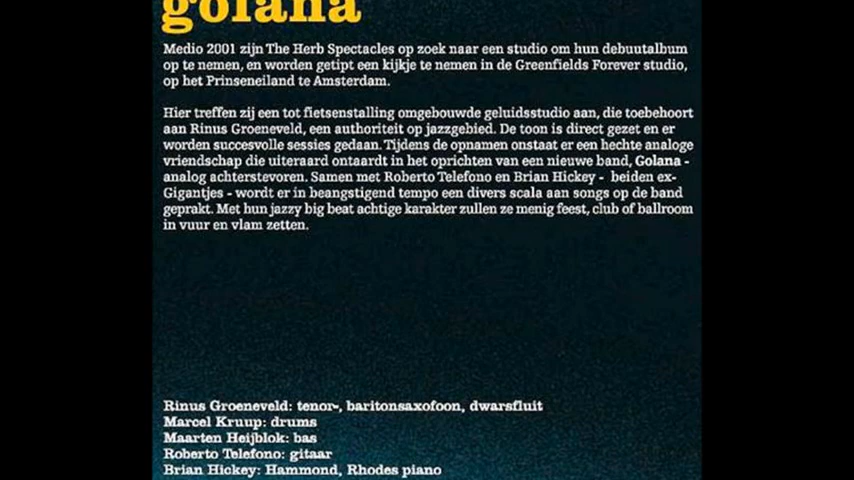 golana
Medio 2001 zijn The Herb Spectacles op zoek naar een studio om hun debuutalbum
op te nemen, en worden getipt een kijkje te nemen in de Greenfields Forever studio,
op het Prinseneiland te Amsterdam.
Hier treffen zij een tot fietsenstalling omgebouwde geluidsstudio aan, die toebehoort
aan Rinus Groeneveld, een authoriteit op jazzgebied. De toon is direct gezet en er
worden succesvolle sessies gedaan. Tijdens de opnamen onstaat er een hechte analoge
vriendschap die uiteraard ontaardt in het oprichten van een nieuwe band, Golana -
analog achterstevoren. Samen met Roberto Telefono en Brian Hickey - beiden ex-
Gigantjes - wordt er in beangstigend tempo een divers scala aan songs op de band
geprakt. Met hun jazzy big beat achtige karakter zullen ze menig feest, club of ballroom
in vuur en vlam zetten.
Rinus Groeneveld: tenor-, baritonsaxofoon, dwarsfluit
Marcel Kruup: drums
Maarten Heijblok: bas
Roberto Telefono: gitaar
Brian Hickey: Hammond, Rhodes piano